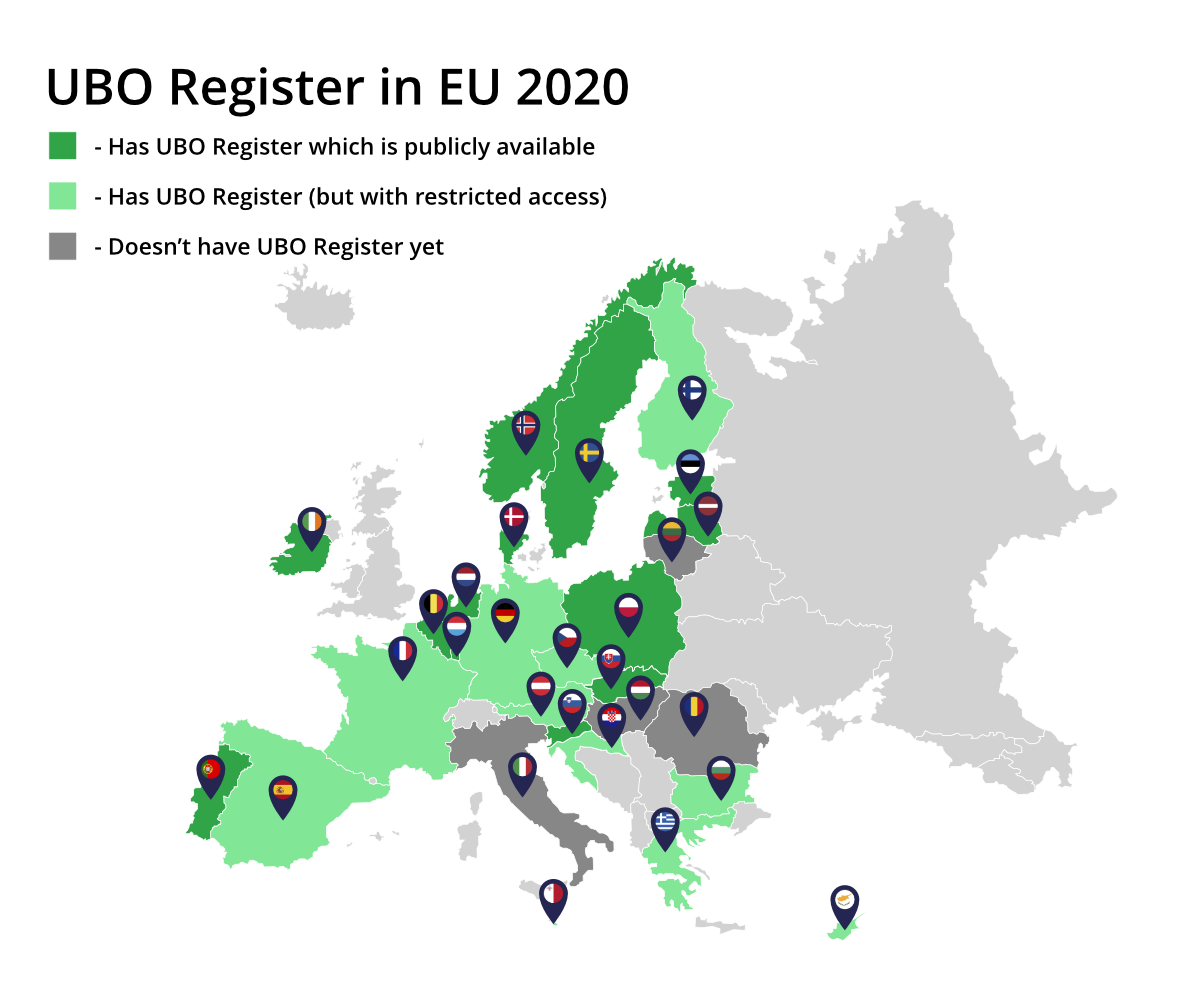 UBO Register in EU 2020
- Has UBO Register which is publicly available
- Has UBO Register (but with restricted access)
- Doesn’t have UBO Register yet